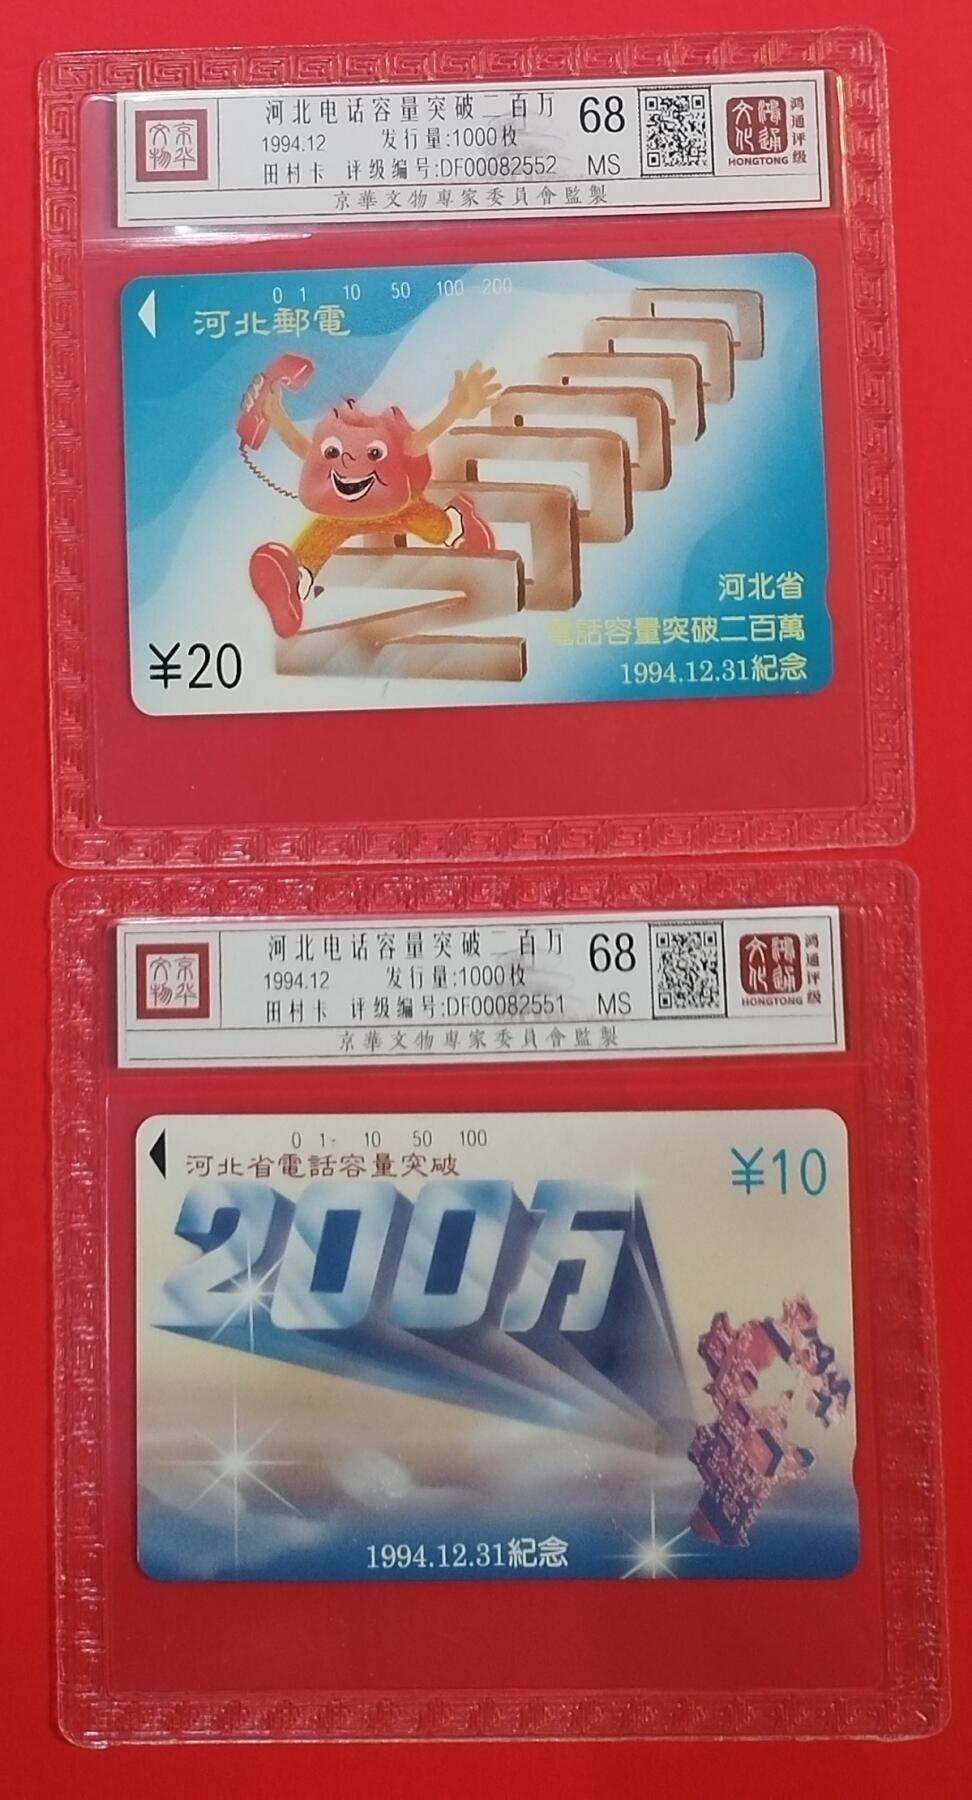 河北电话容量突破二百万
1994.12 发行量:1000枚
田村卡 评级编号:DF00082552
68
MS
京华文物
鸿通文化
HONGTONG
鸿通评级
京華文物專家委員會監製
0 1 10 50 100 200
河北郵電
河北省
電話容量突破二百萬
1994.12.31紀念
¥20
河北电话容量突破二百万
1994.12 发行量:1000枚
田村卡 评级编号:DF00082551
68
MS
京华文物
鸿通文化
HONGTONG
鸿通评级
京華文物專家委員會監製
0 1 10 50 100
河北省電話容量突破
¥10
200万
1994.12.31紀念